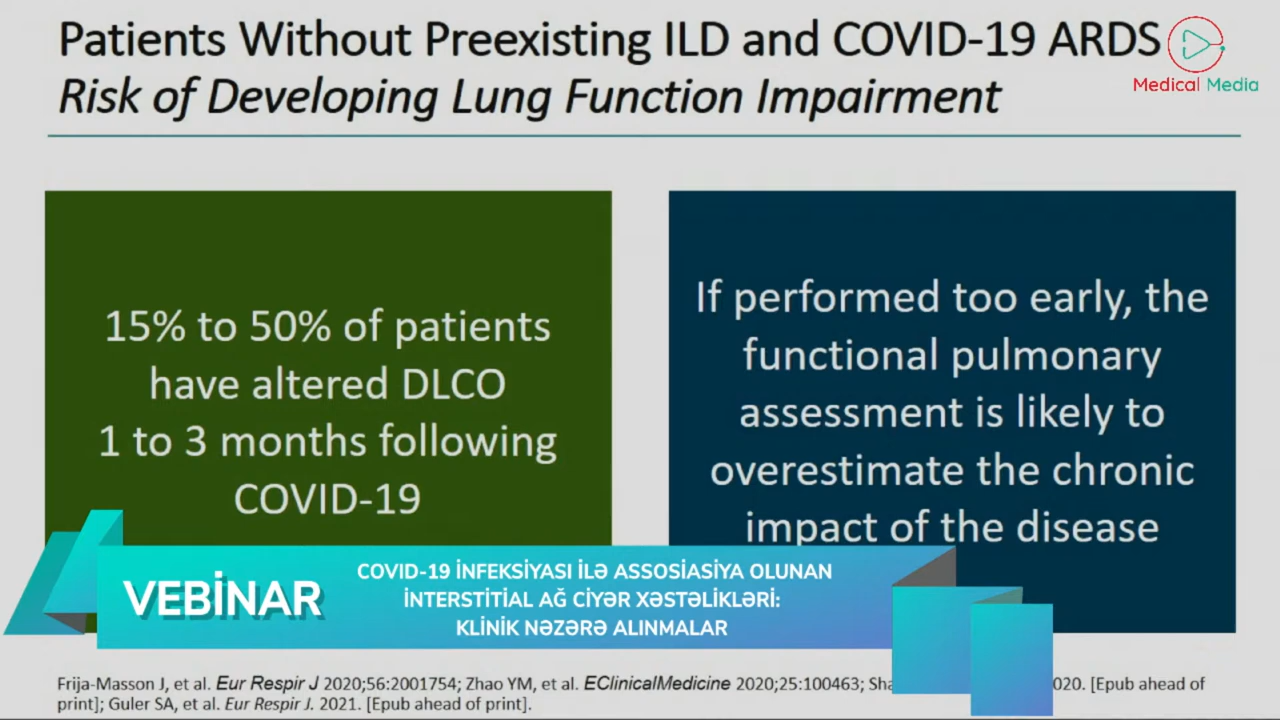 Patients Without Preexisting ILD and COVID-19 ARDS
Risk of Developing Lung Function Impairment
Medical Media
15% to 50% of patients
have altered DLCO
1 to 3 months following
COVID-19
If performed too early, the
functional pulmonary
assessment is likely to
overestimate the chronic
impact of the disease
VEBİNAR
COVID-19 İNFEKSİYASI İLƏ ASSOSİASİYA OLUNAN
İNTERSTİTİAL AĞ CİYƏR XƏSTƏLİKLƏRİ:
KLİNİK NƏZƏRƏ ALINMALAR
Frija-Masson J, et al. Eur Respir J 2020;56:2001754; Zhao YM, et al. EClinicalMedicine 2020;25:100463; 020. [Epub ahead of
print]; Guler SA, et al. Eur Respir J. 2021. [Epub ahead of print].